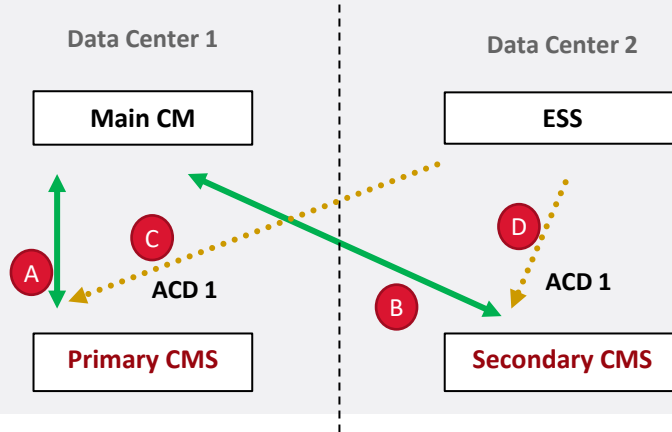 Data Center 1
Data Center 2
Main CM
ESS
C
D
A
ACD 1
ACD 1
B
Primary CMS
Secondary CMS